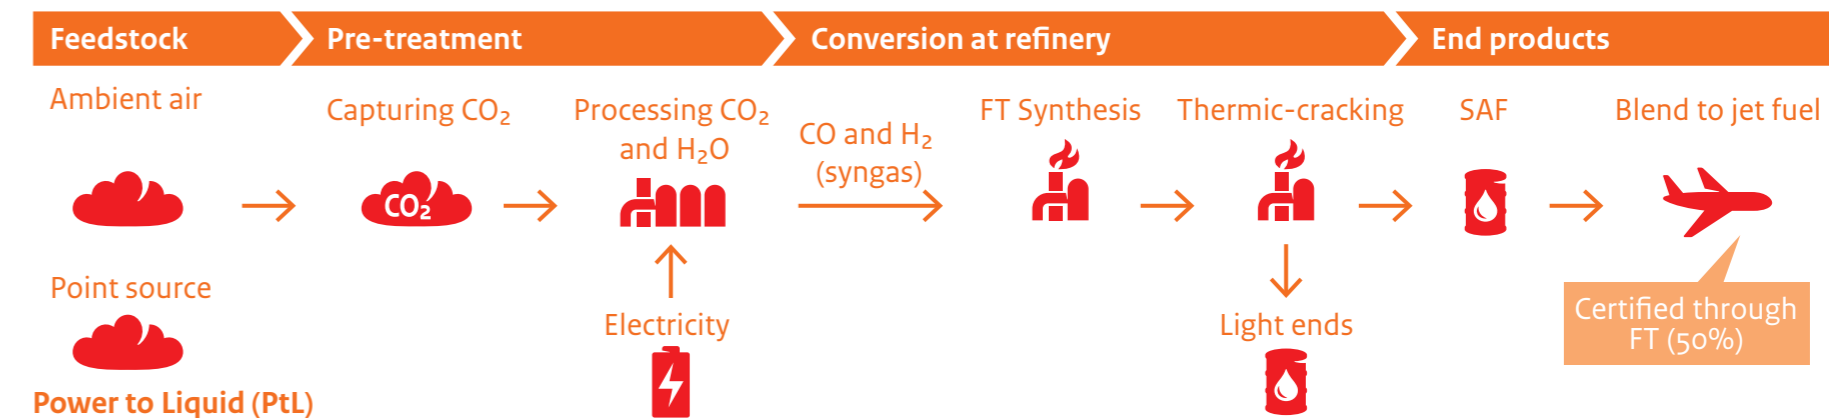 Feedstock
Pre-treatment
Conversion at refinery
End products
Ambient air
Capturing CO₂
Processing CO₂
and H₂O
CO and H₂
(syngas)
FT Synthesis
Thermic-cracking
SAF
Blend to jet fuel
CO₂
Point source
Electricity
Light ends
Certified through
FT (50%)
Power to Liquid (PtL)